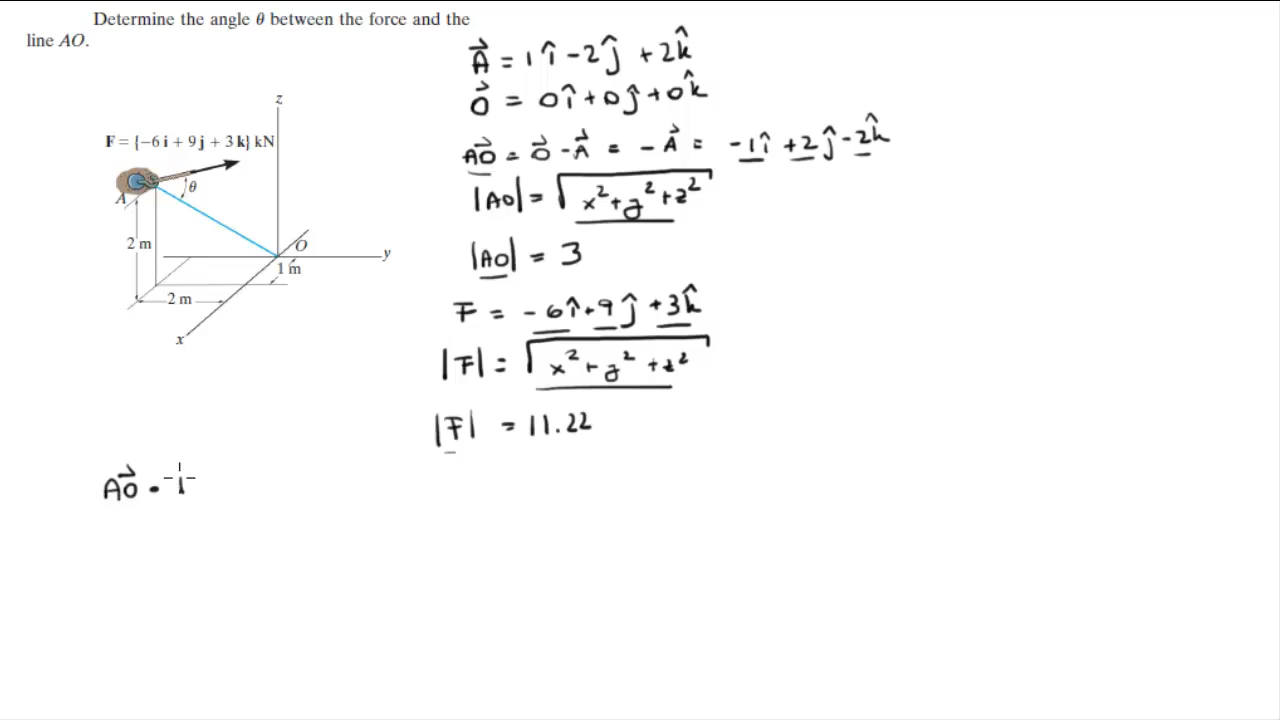 Determine the angle θ between the force and the
line AO.
z
F = {−6 i + 9 j + 3 k} kN
θ
A
2 m
O
y
1 m
2 m
x
A⃗ = 1î − 2ĵ + 2k̂
O⃗ = 0î + 0ĵ + 0k̂
AO⃗ = O⃗ - A⃗ = - A⃗ = -1î +2ĵ -2k̂
|AO| = √x² + y² + z²
|AO| = 3
F = -6î + 9ĵ + 3k̂
|F| = √x² + y² + z²
|F| = 11.22
AO⃗ ·